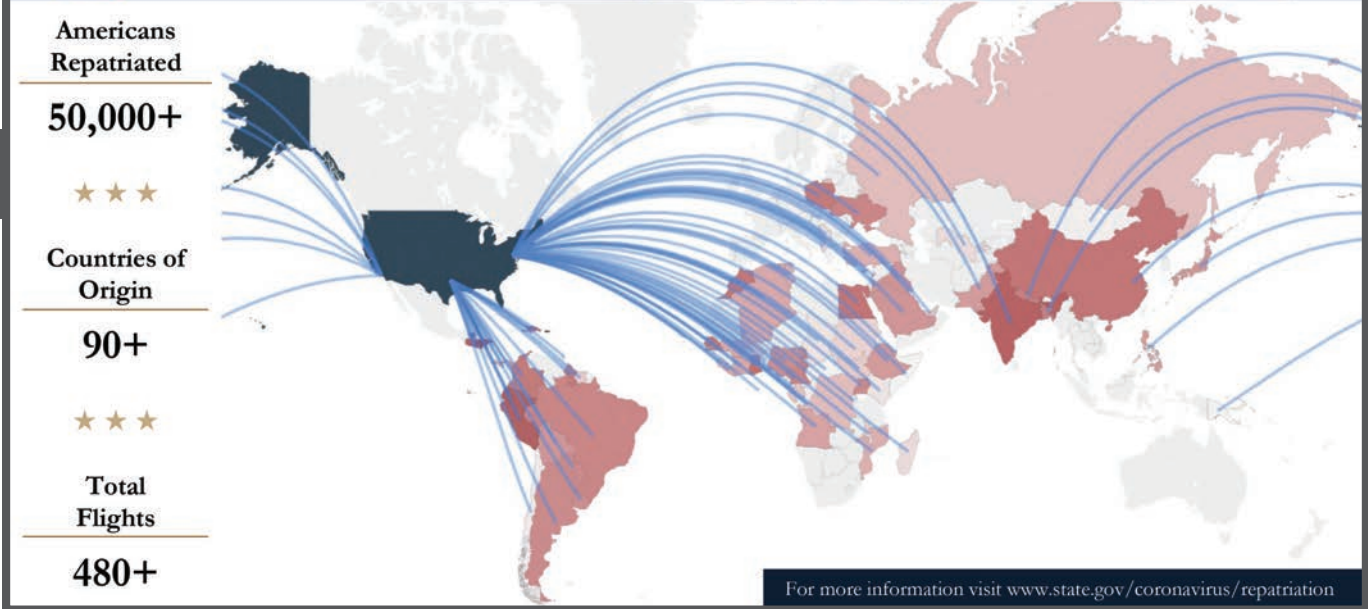 Americans
Repatriated
50,000+
Countries of
Origin
90+
Total
Flights
480+
For more information visit www.state.gov/coronavirus/repatriation